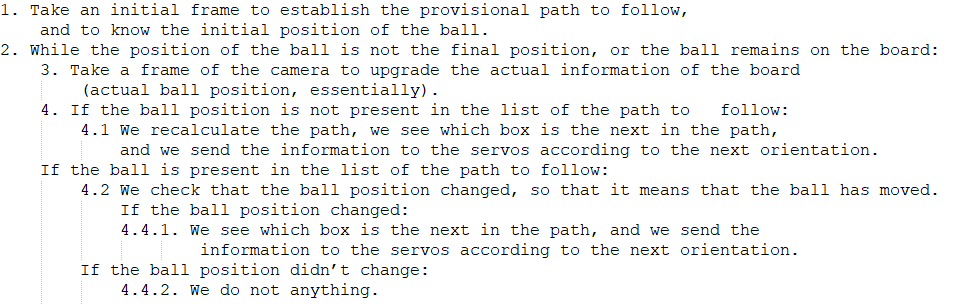 1. Take an initial frame to establish the provisional path to follow,
and to know the initial position of the ball.
2. While the position of the ball is not the final position, or the ball remains on the board:
3. Take a frame of the camera to upgrade the actual information of the board
(actual ball position, essentially).
4. If the ball position is not present in the list of the path to follow:
4.1 We recalculate the path, we see which box is the next in the path,
and we send the information to the servos according to the next orientation.
If the ball is present in the list of the path to follow:
4.2 We check that the ball position changed, so that it means that the ball has moved.
If the ball position changed:
4.4.1. We see which box is the next in the path, and we send the
information to the servos according to the next orientation.
If the ball position didn't change:
4.4.2. We do not anything.